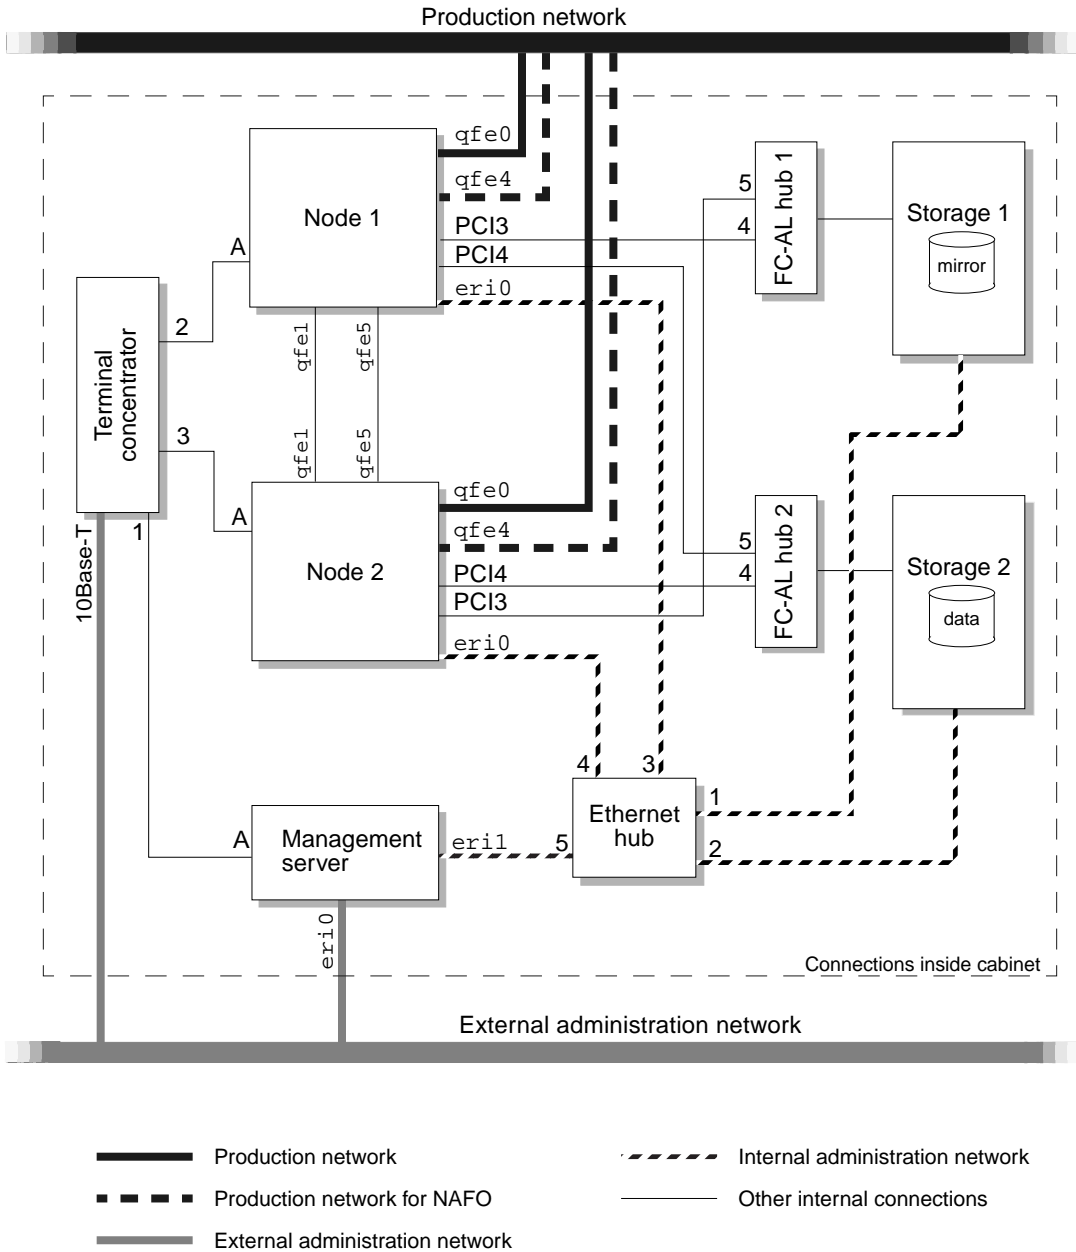 Production network
qfe0
qfe4
Node 1
PCI3
PCI4
eri0
A
5
4
FC-AL hub 1
Storage 1
mirror
2
Terminal
concentrator
qfe1
qfe5
3
qfe1
qfe5
A
1
10Base-T
qfe0
qfe4
Node 2
PCI4
PCI3
eri0
5
4
FC-AL hub 2
Storage 2
data
4
3
Ethernet
hub
1
2
5
A
Management
server
eri1
eri0
Connections inside cabinet
External administration network
Production network
Production network for NAFO
External administration network
Internal administration network
Other internal connections